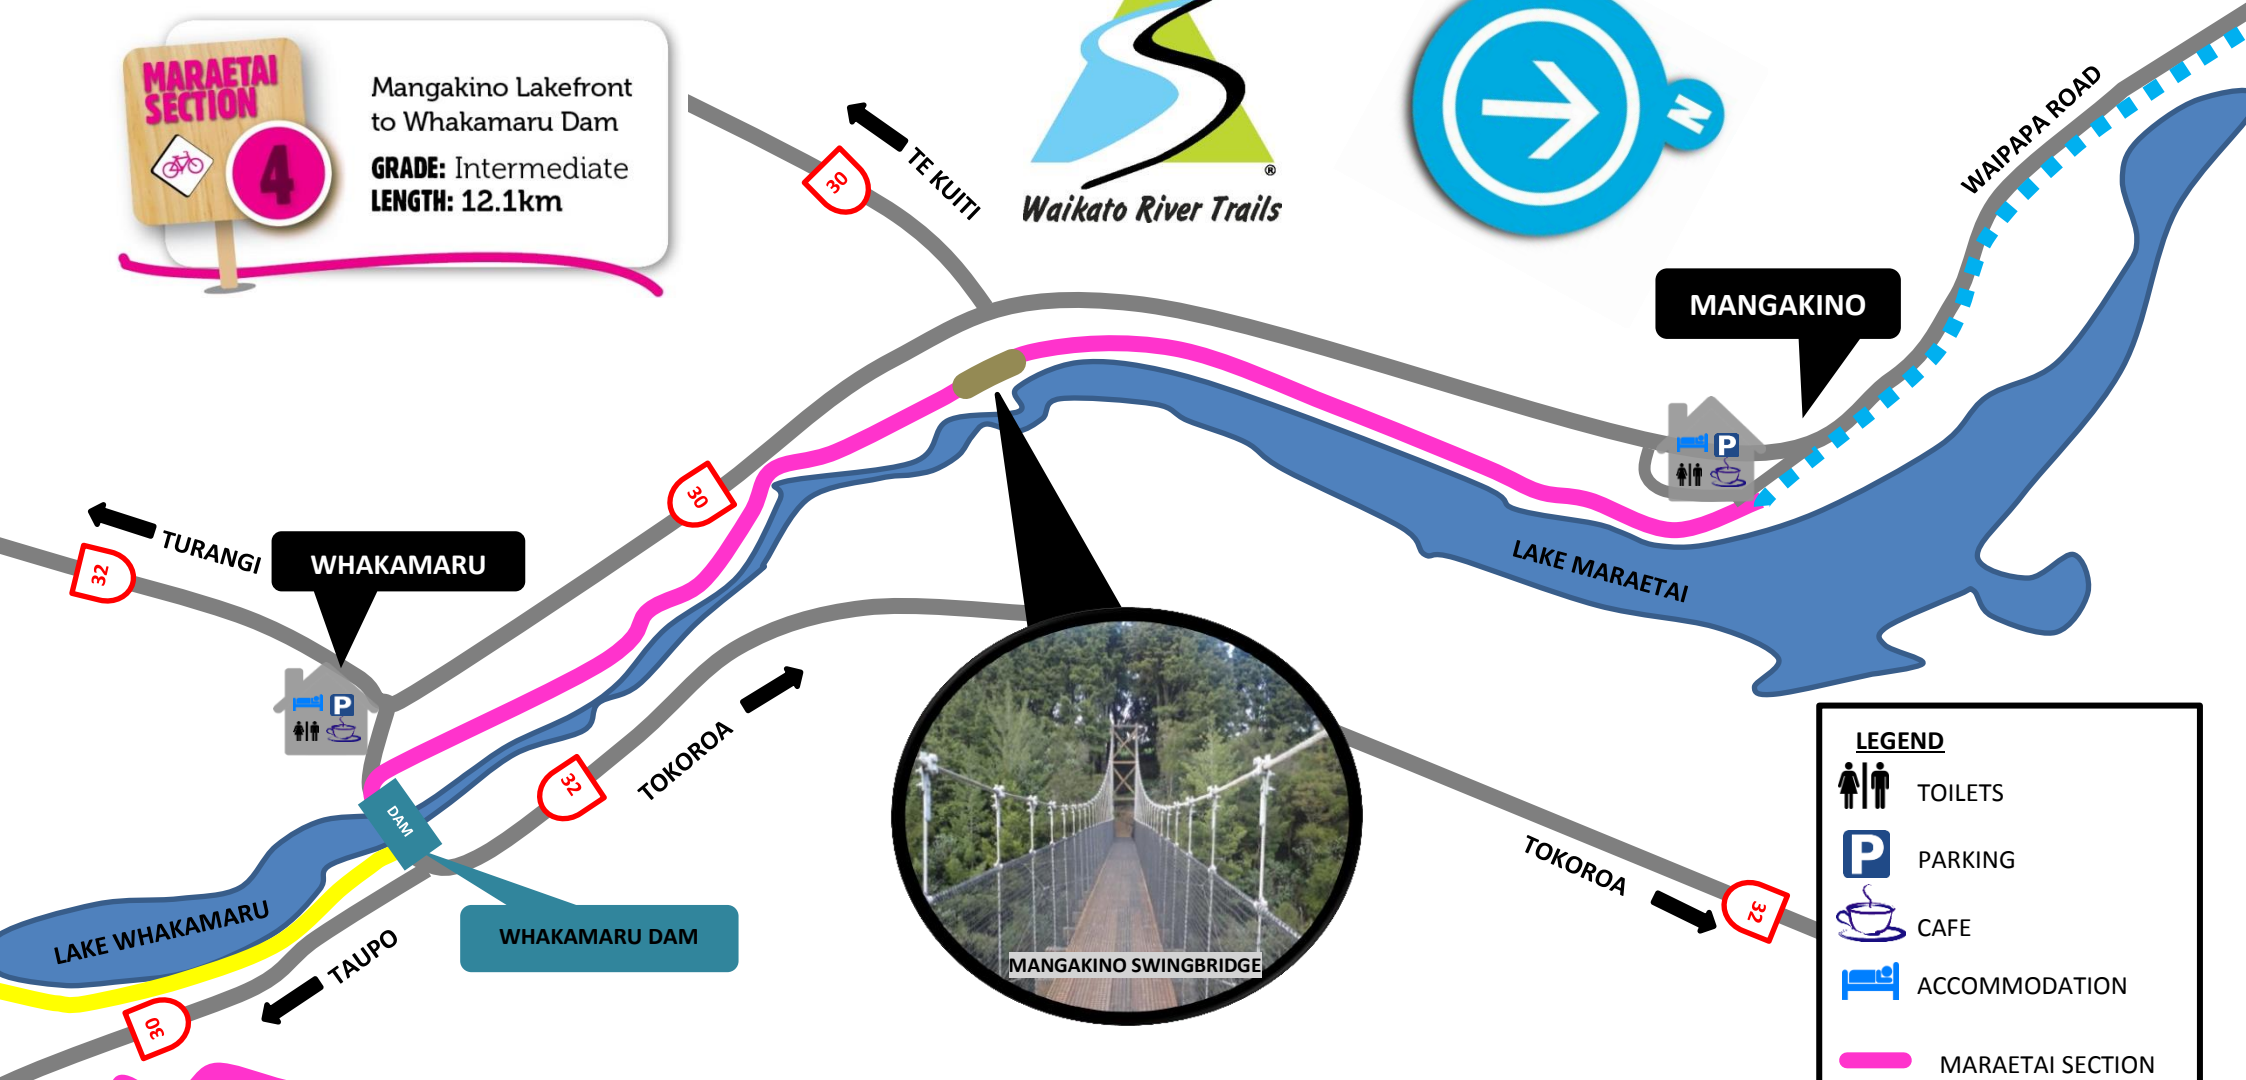 MARAETAI
SECTION
4
Mangakino Lakefront
to Whakamaru Dam
GRADE: Intermediate
LENGTH: 12.1km
Waikato River Trails
®
N
TE KUITI
30
WAIPAPA ROAD
MANGAKINO
P
30
TURANGI
32
WHAKAMARU
P
LAKE MARAETAI
TOKOROA
32
DAM
WHAKAMARU DAM
LAKE WHAKAMARU
TAUPO
30
MANGAKINO SWINGBRIDGE
TOKOROA
32
LEGEND
TOILETS
P PARKING
CAFE
ACCOMMODATION
MARAETAI SECTION